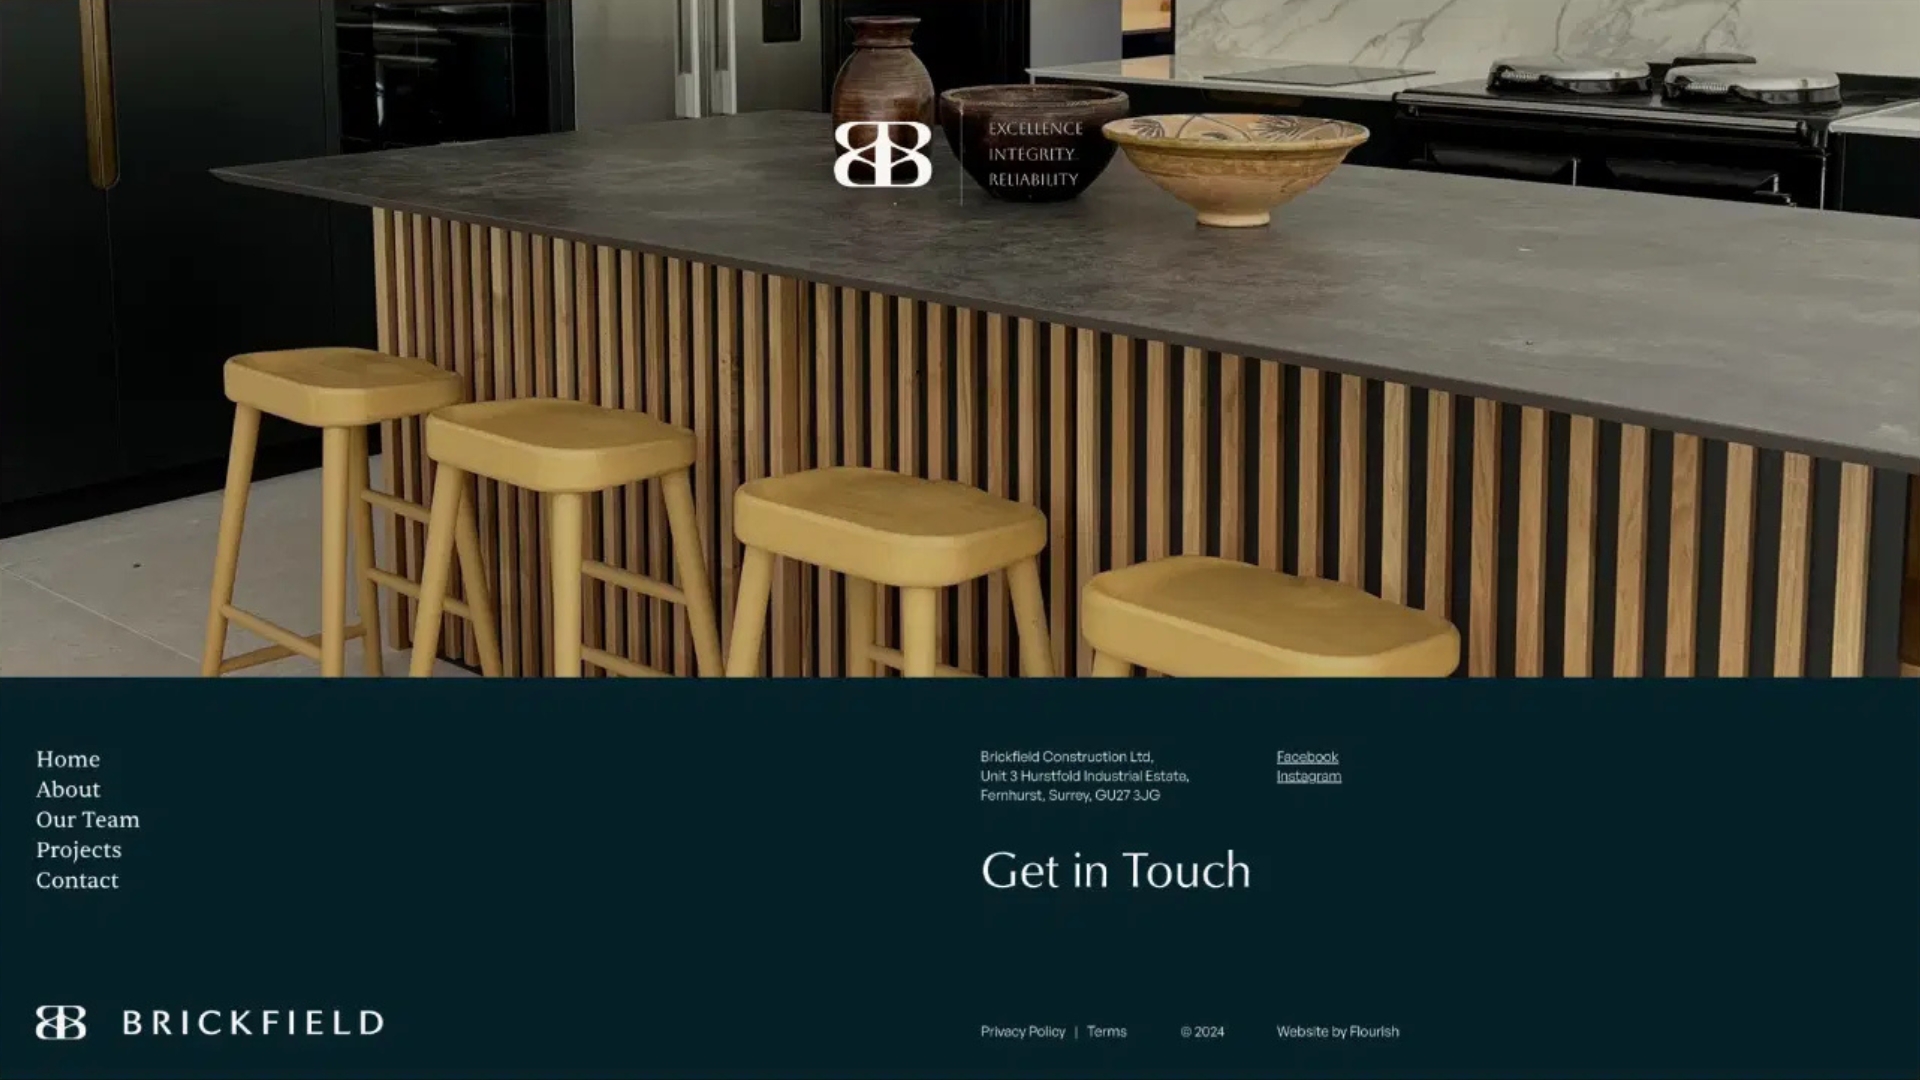 EXCELLENCE
INTEGRITY
RELIABILITY
Home
About
Our Team
Projects
Contact
Brickfield Construction Ltd,
Unit 3 Hurstfold Industrial Estate,
Fernhurst, Surrey, GU27 3JG
Facebook
Instagram
Get in Touch
BRICKFIELD
Privacy Policy | Terms
© 2024
Website by Flourish